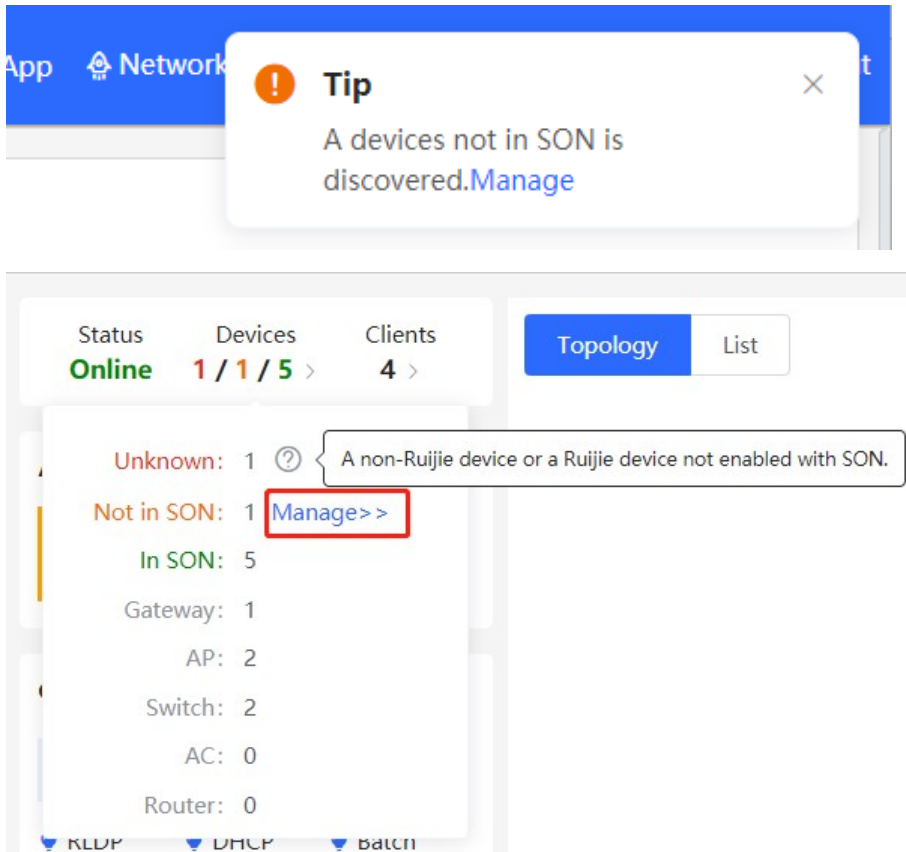 App Network t
! Tip
A devices not in SON is
discovered.Manage
Status Devices Clients
Online 1 / 1 / 5 > 4 >
Topology List
Unknown: 1 ? A non-Ruijie device or a Ruijie device not enabled with SON.
Not in SON: 1 Manage>>
In SON: 5
Gateway: 1
AP: 2
Switch: 2
AC: 0
Router: 0
RLDP DHCP Batch